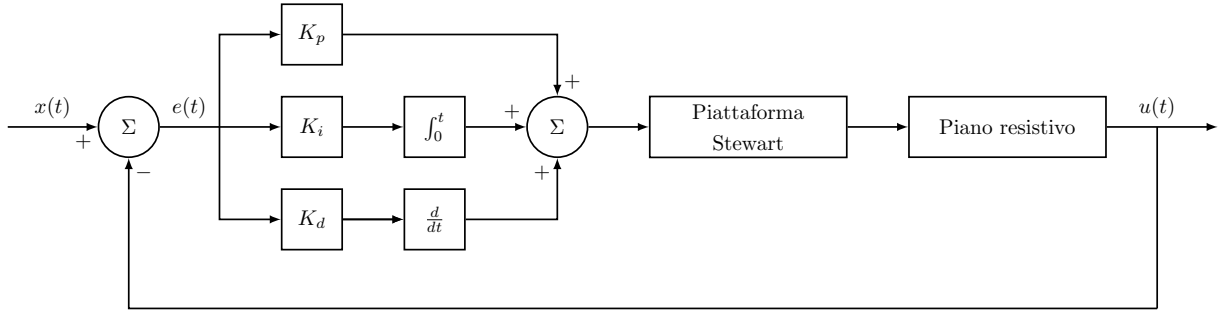 K_p
+
x(t)
e(t)
u(t)
Σ
+
−
K_i
∫_0^t
+
Σ
+
Piattaforma
Stewart
Piano resistivo
K_d
d/dt